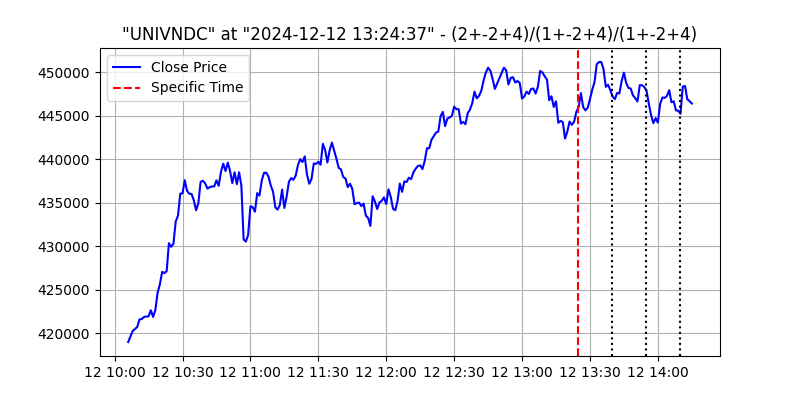 "UNIVNDC" at "2024-12-12 13:24:37" - (2+-2+4)/(1+-2+4)/(1+-2+4)
Close Price
Specific Time
450000
445000
440000
435000
430000
425000
420000
12 10:00 12 10:30 12 11:00 12 11:30 12 12:00 12 12:30 12 13:00 12 13:30 12 14:00